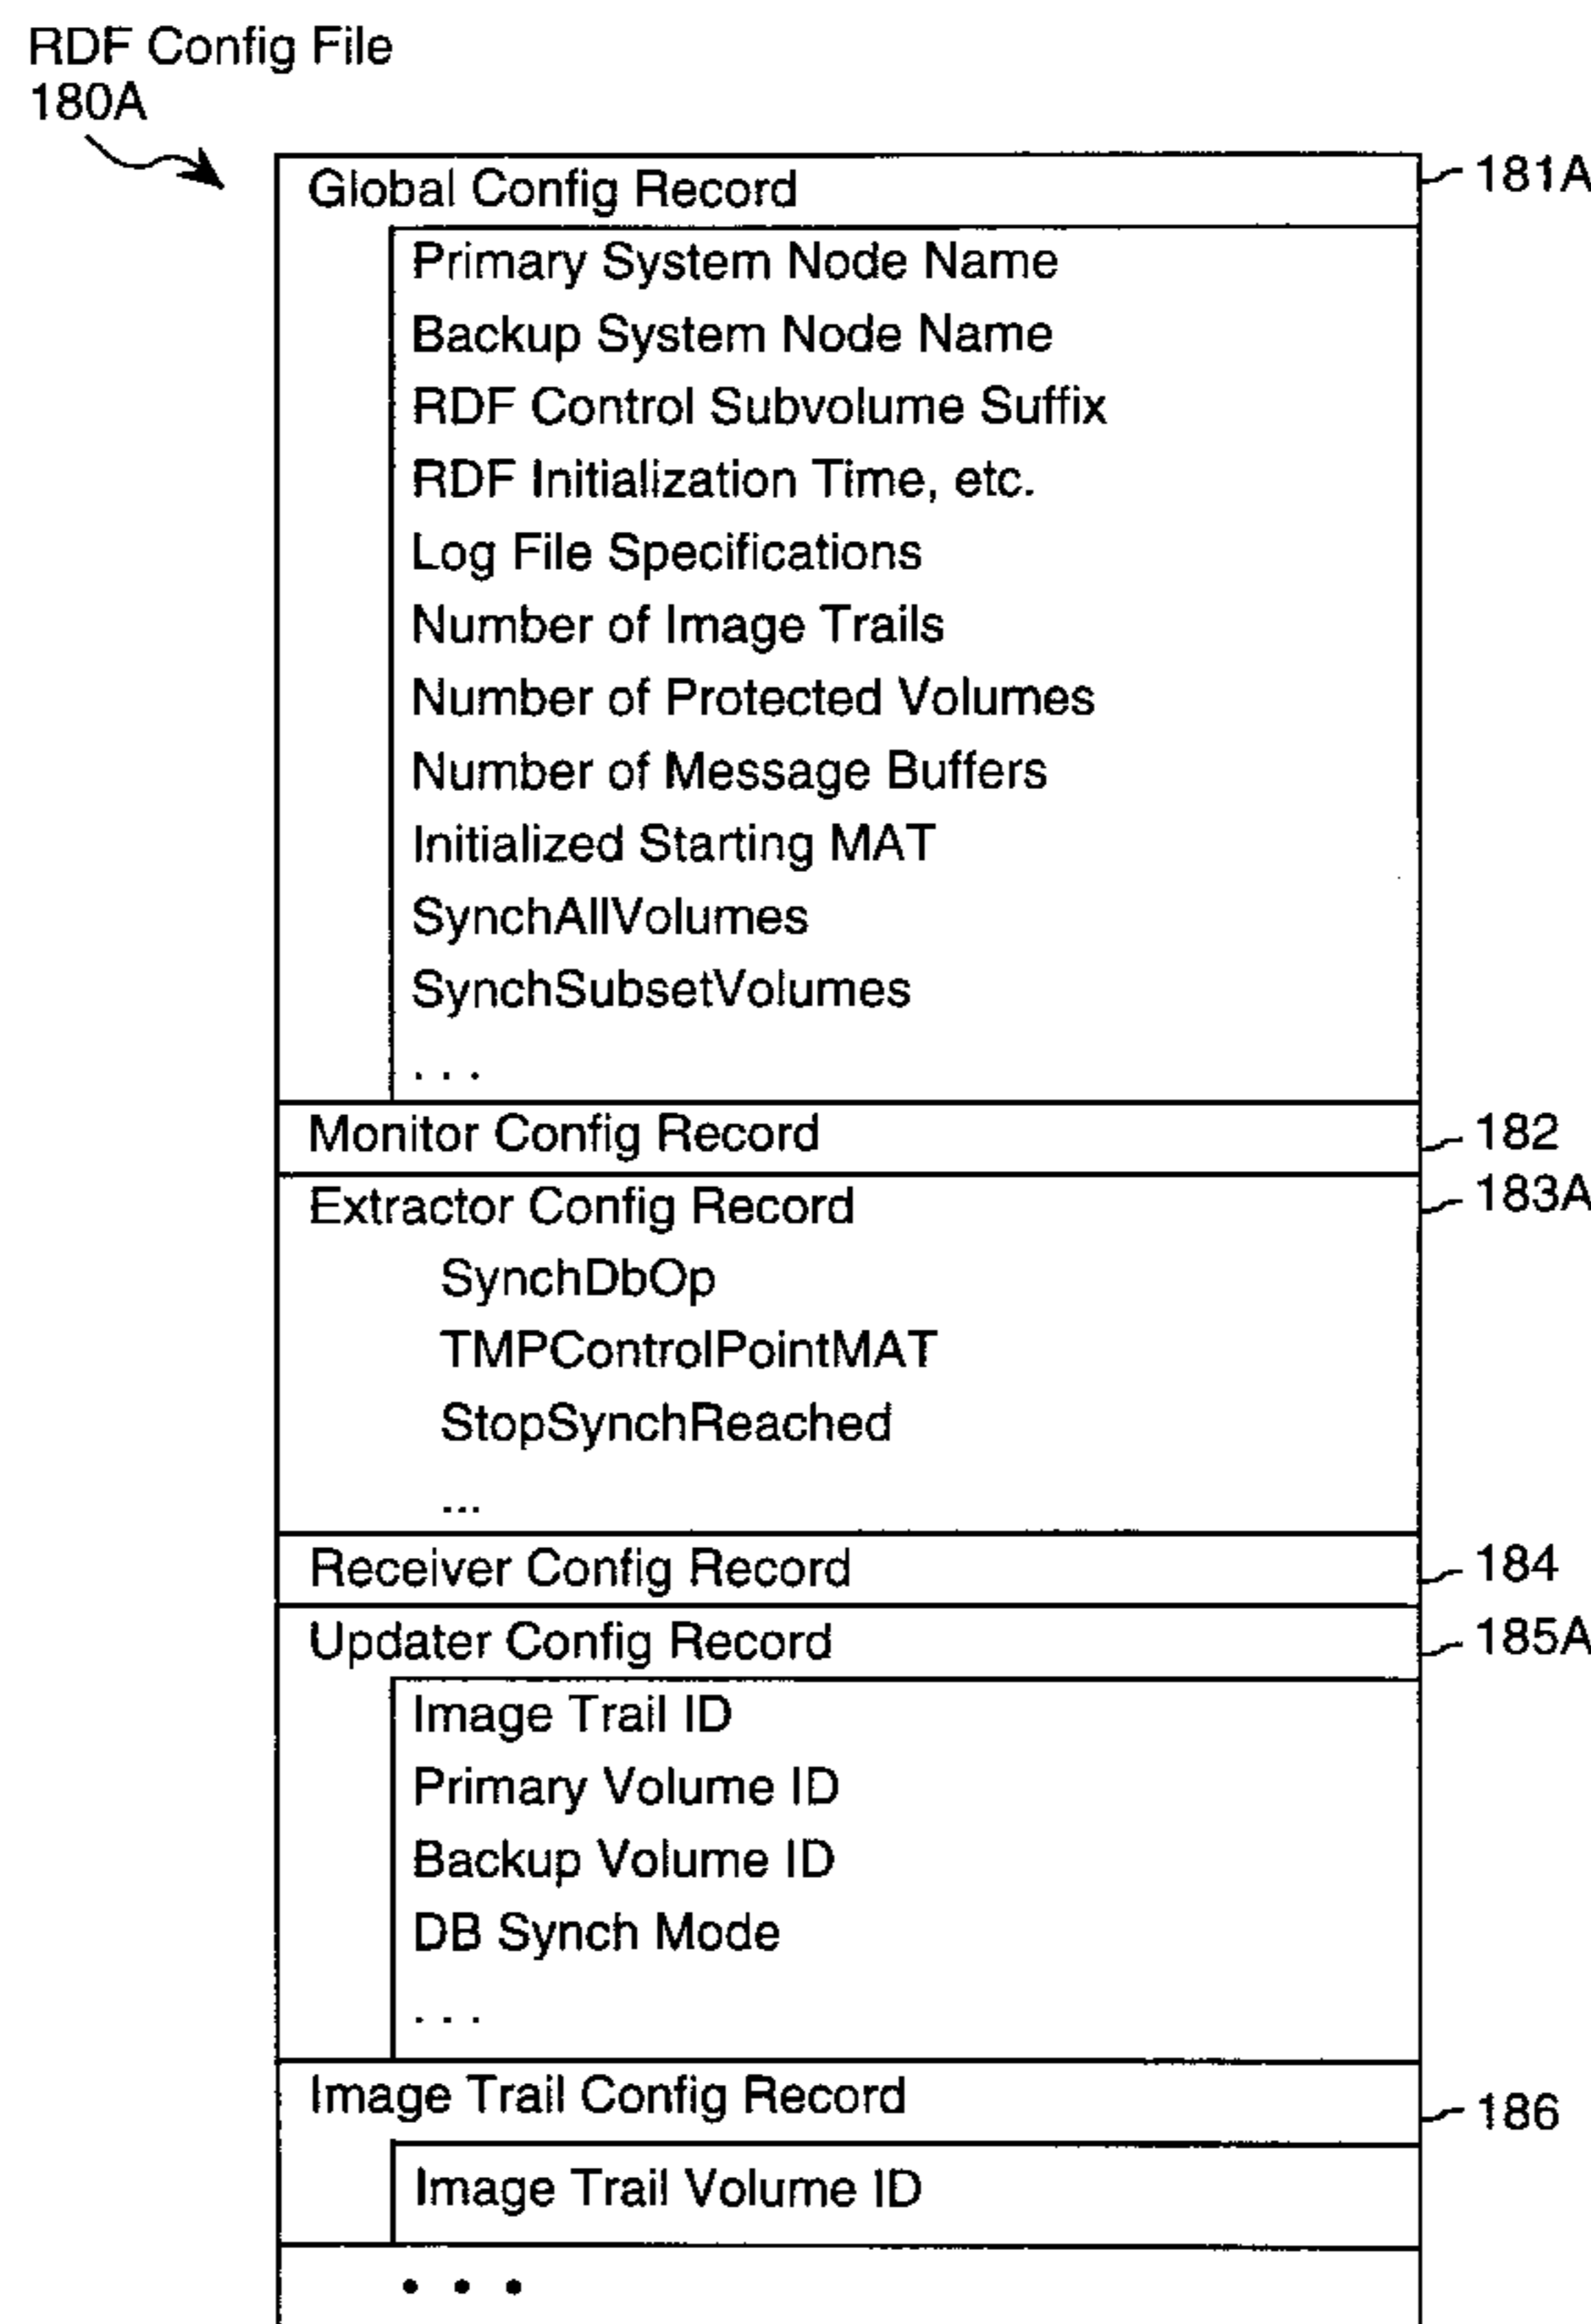 RDF Config File
180A
Global Config Record 181A
Primary System Node Name
Backup System Node Name
RDF Control Subvolume Suffix
RDF Initialization Time, etc.
Log File Specifications
Number of Image Trails
Number of Protected Volumes
Number of Message Buffers
Initialized Starting MAT
SynchAllVolumes
SynchSubsetVolumes
. . .
Monitor Config Record 182
Extractor Config Record 183A
SynchDbOp
TMPControlPointMAT
StopSynchReached
...
Receiver Config Record 184
Updater Config Record 185A
Image Trail ID
Primary Volume ID
Backup Volume ID
DB Synch Mode
. . .
Image Trail Config Record 186
Image Trail Volume ID
• • •